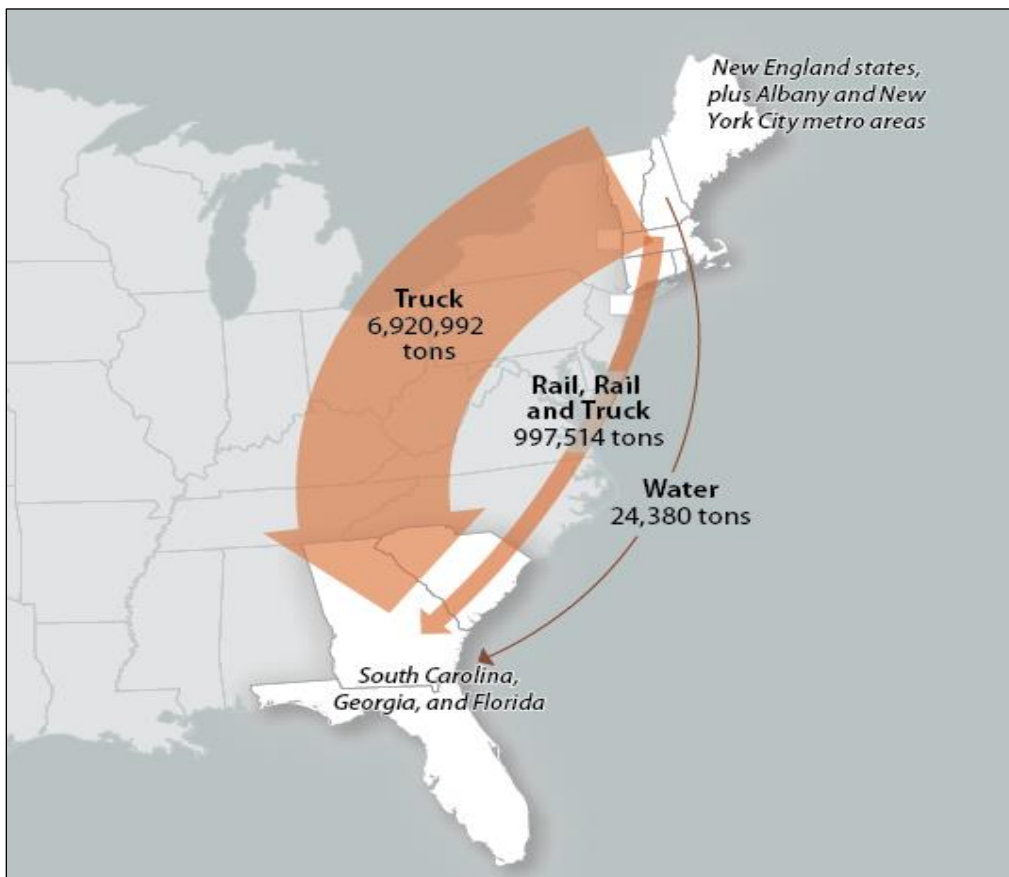 New England states,
plus Albany and New
York City metro areas
Truck
6,920,992
tons
Rail, Rail
and Truck
997,514 tons
Water
24,380 tons
South Carolina,
Georgia, and Florida